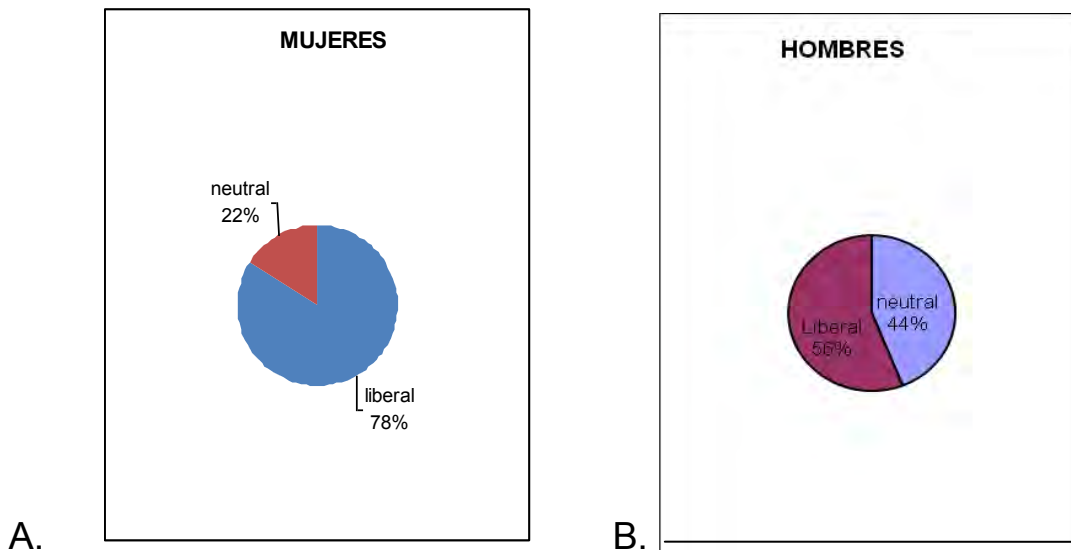 MUJERES
neutral
22%
liberal
78%
A.
HOMBRES
neutral
44%
Liberal
56%
B.